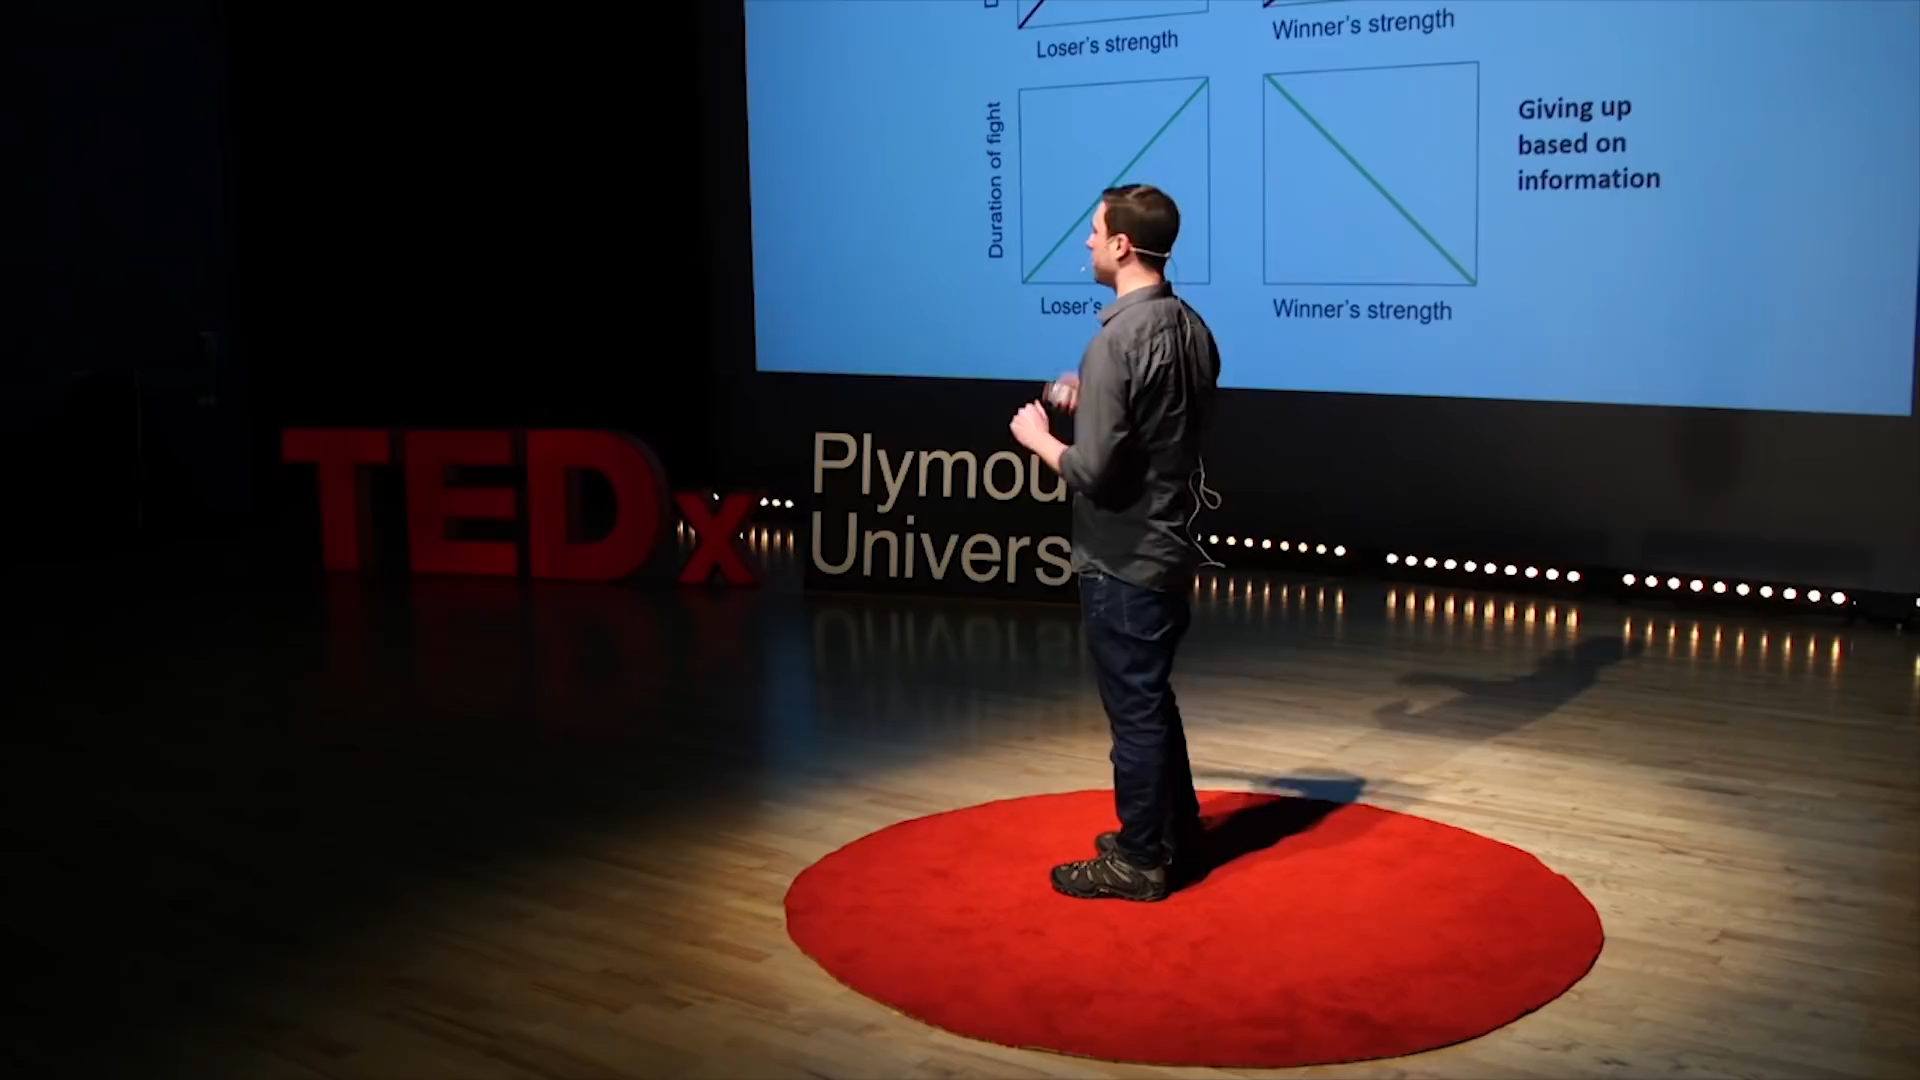 Loser's strength
Winner's strength
Duration of fight
Giving up
based on
information
Loser's
Winner's strength
TEDx
Plymou
Univers